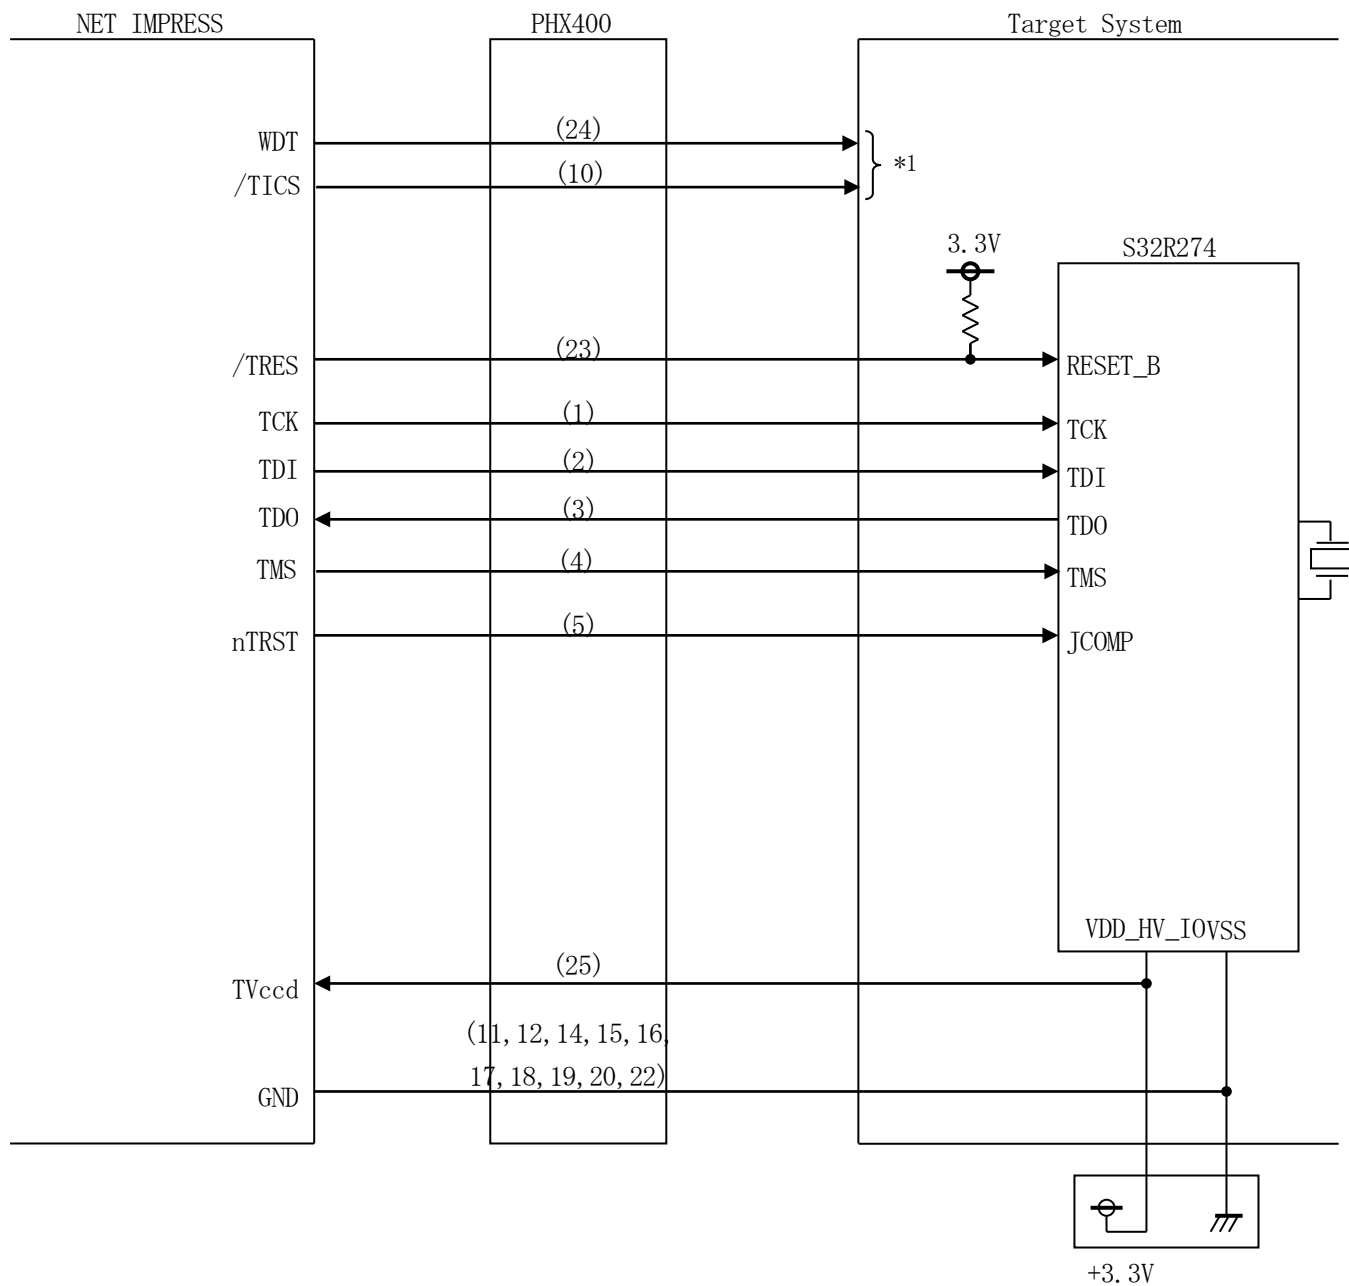 NET IMPRESS
PHX400
Target System
WDT
(24)
*1
/TICS
(10)
3.3V
S32R274
/TRES
(23)
RESET_B
TCK
(1)
TCK
TDI
(2)
TDI
TDO
(3)
TDO
TMS
(4)
TMS
nTRST
(5)
JCOMP
VDD_HV_IO
VSS
TVccd
(25)
(11,12,14,15,16,
17,18,19,20,22)
GND
+3.3V